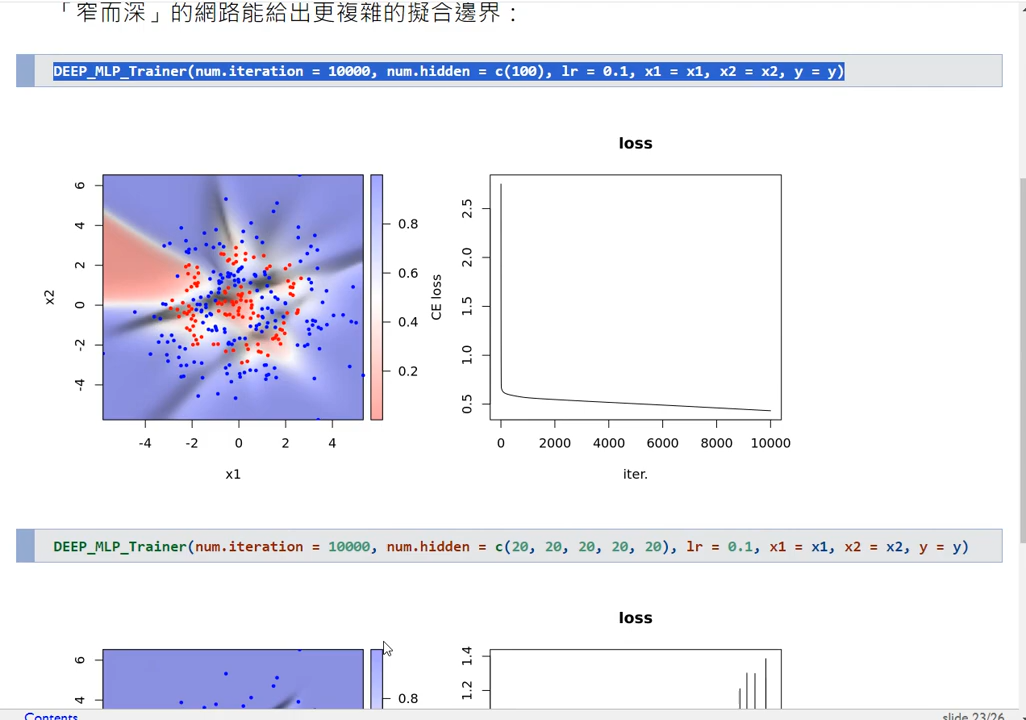 「窄而深」的網路能給出更複雜的擬合邊界：
DEEP_MLP_Trainer(num.iteration = 10000, num.hidden = c(100), lr = 0.1, x1 = x1, x2 = x2, y = y)
loss
6
4
2
0
-2
-4
x2
-4 -2 0 2 4
x1
0.8
0.6
0.4
0.2
CE loss
2.5
2.0
1.5
1.0
0.5
0 2000 4000 6000 8000 10000
iter.
DEEP_MLP_Trainer(num.iteration = 10000, num.hidden = c(20, 20, 20, 20, 20), lr = 0.1, x1 = x1, x2 = x2, y = y)
loss
6
4
0.8
1.4
1.2
Contents
slide 23/26